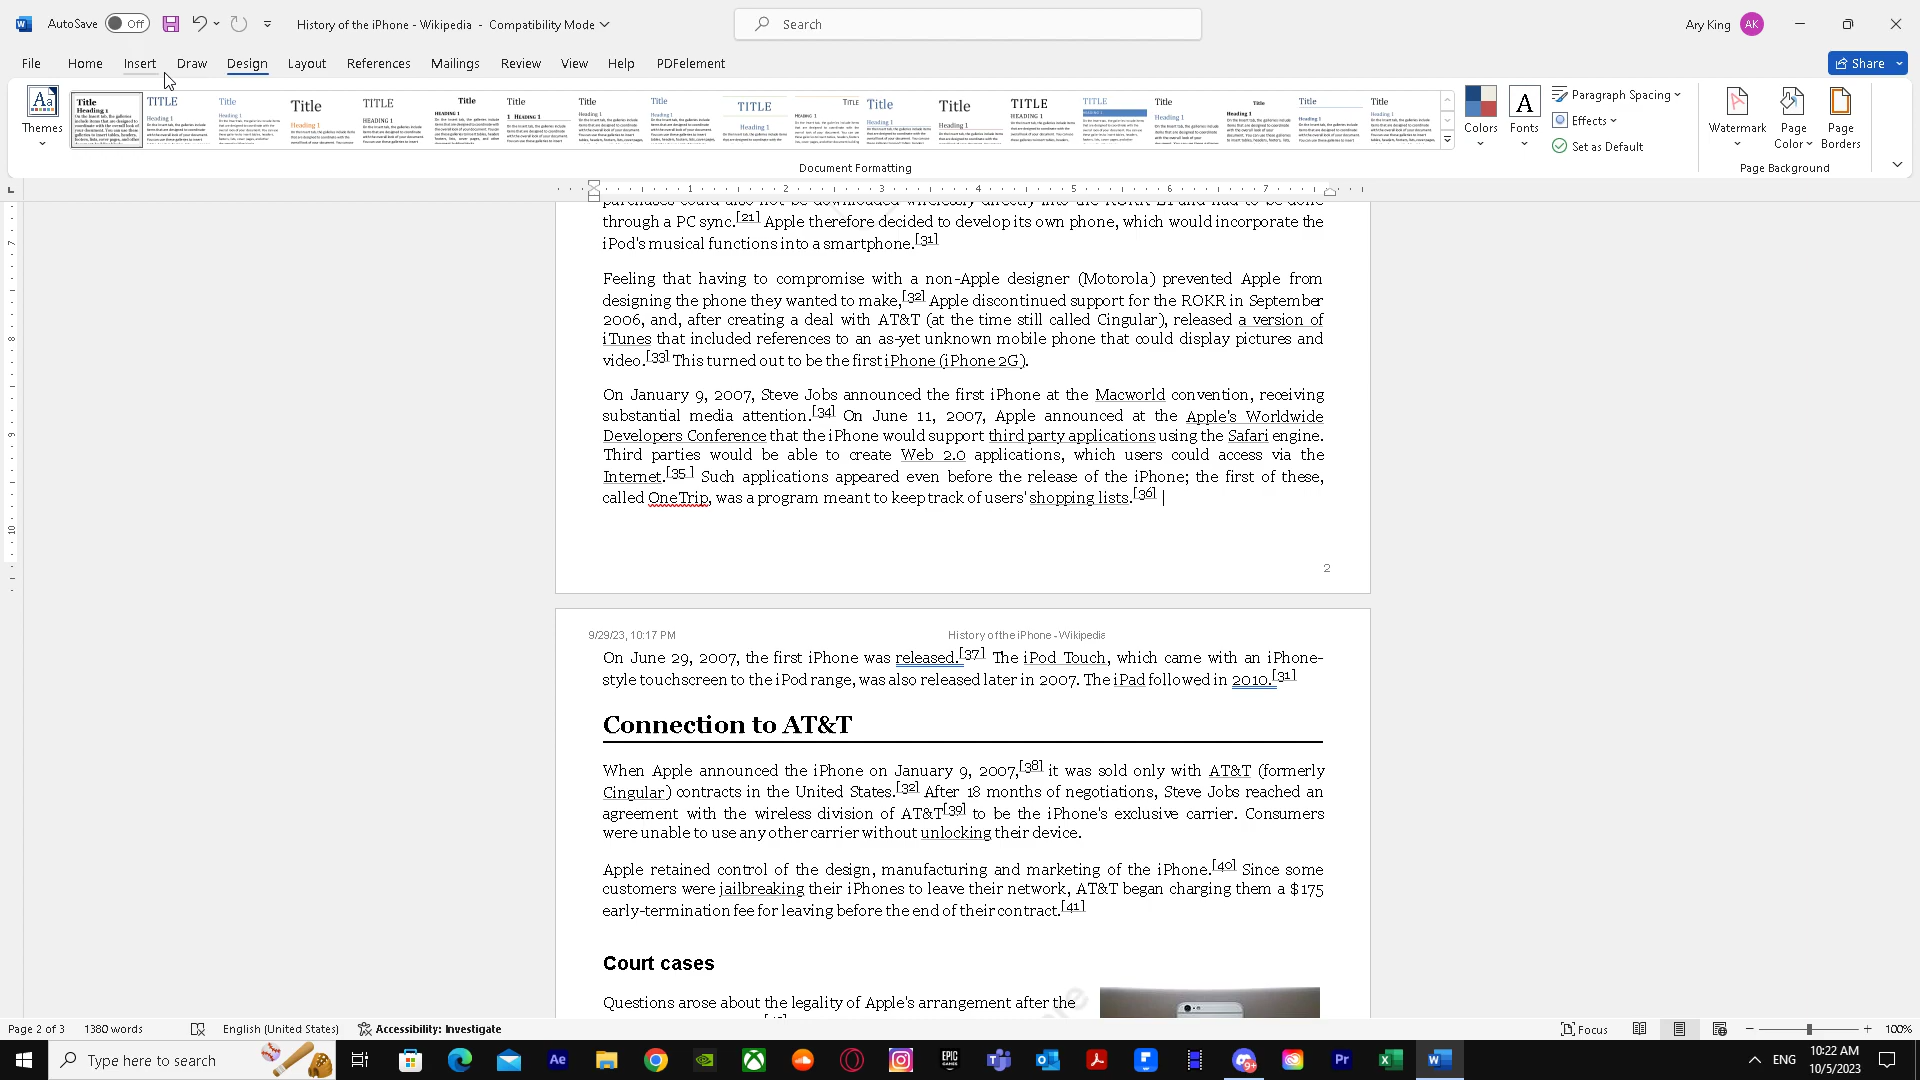 AutoSave Off History of the iPhone - Wikipedia - Compatibility Mode Search Ary King AK
File Home Insert Draw Design Layout References Mailings Review View Help PDFelement Share
Themes Colors Fonts Paragraph Spacing Effects Set as Default Watermark Page Color Page Borders
Document Formatting Page Background
through a PC sync.[21] Apple therefore decided to develop its own phone, which would incorporate the
iPod's musical functions into a smartphone.[31]
Feeling that having to compromise with a non-Apple designer (Motorola) prevented Apple from
designing the phone they wanted to make,[32] Apple discontinued support for the ROKR in September
2006, and, after creating a deal with AT&T (at the time still called Cingular), released a version of
iTunes that included references to an as-yet unknown mobile phone that could display pictures and
video.[33] This turned out to be the first iPhone (iPhone 2G).
On January 9, 2007, Steve Jobs announced the first iPhone at the Macworld convention, receiving
substantial media attention.[34] On June 11, 2007, Apple announced at the Apple's Worldwide
Developers Conference that the iPhone would support third party applications using the Safari engine.
Third parties would be able to create Web 2.0 applications, which users could access via the
Internet.[35] Such applications appeared even before the release of the iPhone; the first of these,
called OneTrip, was a program meant to keep track of users' shopping lists.[36]
2
9/29/23, 10:17 PM History of the iPhone - Wikipedia
On June 29, 2007, the first iPhone was released.[37] The iPod Touch, which came with an iPhone-
style touchscreen to the iPod range, was also released later in 2007. The iPad followed in 2010.[31]
Connection to AT&T
When Apple announced the iPhone on January 9, 2007,[38] it was sold only with AT&T (formerly
Cingular) contracts in the United States.[32] After 18 months of negotiations, Steve Jobs reached an
agreement with the wireless division of AT&T[39] to be the iPhone's exclusive carrier. Consumers
were unable to use any other carrier without unlocking their device.
Apple retained control of the design, manufacturing and marketing of the iPhone.[40] Since some
customers were jailbreaking their iPhones to leave their network, AT&T began charging them a $175
early-termination fee for leaving before the end of their contract.[41]
Court cases
Questions arose about the legality of Apple's arrangement after the
Page 2 of 3 1380 words English (United States) Accessibility: Investigate Focus 100%
Type here to search ENG 10:22 AM
10/5/2023